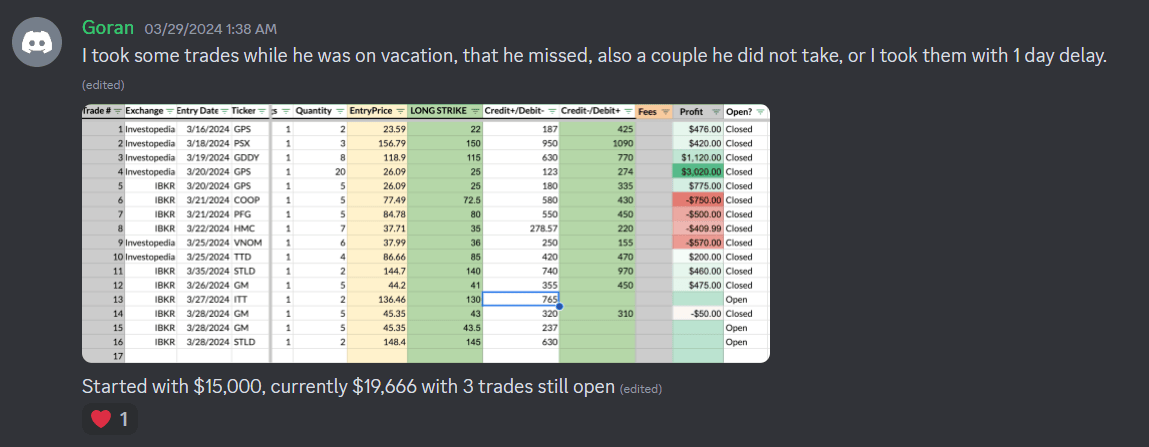 Goran 03/29/2024 1:38 AM
I took some trades while he was on vacation, that he missed, also a couple he did not take, or I took them with 1 day delay.
(edited)
Trade # Exchange Entry Date Ticker Quantity EntryPrice LONG STRIKE Credit+/Debit- Credit-/Debit+ Fees Profit Open?
1 Investopedia 3/16/2024 GPS 1 2 23.59 22 187 425 $476.00 Closed
2 Investopedia 3/18/2024 PSX 1 3 156.79 150 950 1090 $420.00 Closed
3 Investopedia 3/19/2024 GDDY 1 8 118.9 115 630 770 $1,120.00 Closed
4 Investopedia 3/20/2024 GPS 1 20 26.09 25 123 274 $3,020.00 Closed
5 IBKR 3/20/2024 GPS 1 5 26.09 25 180 335 $775.00 Closed
6 IBKR 3/21/2024 COOP 1 5 77.49 72.5 580 430 -$750.00 Closed
7 IBKR 3/21/2024 PFG 1 5 84.78 80 550 450 -$500.00 Closed
8 IBKR 3/22/2024 HMC 1 7 37.71 35 278.57 220 -$409.99 Closed
9 Investopedia 3/25/2024 VNOM 1 6 37.99 36 250 155 -$570.00 Closed
10 Investopedia 3/25/2024 TTD 1 4 86.66 85 420 470 $200.00 Closed
11 IBKR 3/35/2024 STLD 1 2 144.7 140 740 970 $460.00 Closed
12 IBKR 3/26/2024 GM 1 5 44.2 41 355 450 $475.00 Closed
13 IBKR 3/27/2024 ITT 1 2 136.46 130 765 Open
14 IBKR 3/28/2024 GM 1 5 45.35 43 320 310 -$50.00 Closed
15 IBKR 3/28/2024 GM 1 5 45.35 43.5 237 Open
16 IBKR 3/28/2024 STLD 1 2 148.4 145 630 Open
17
Started with $15,000, currently $19,666 with 3 trades still open (edited)
1